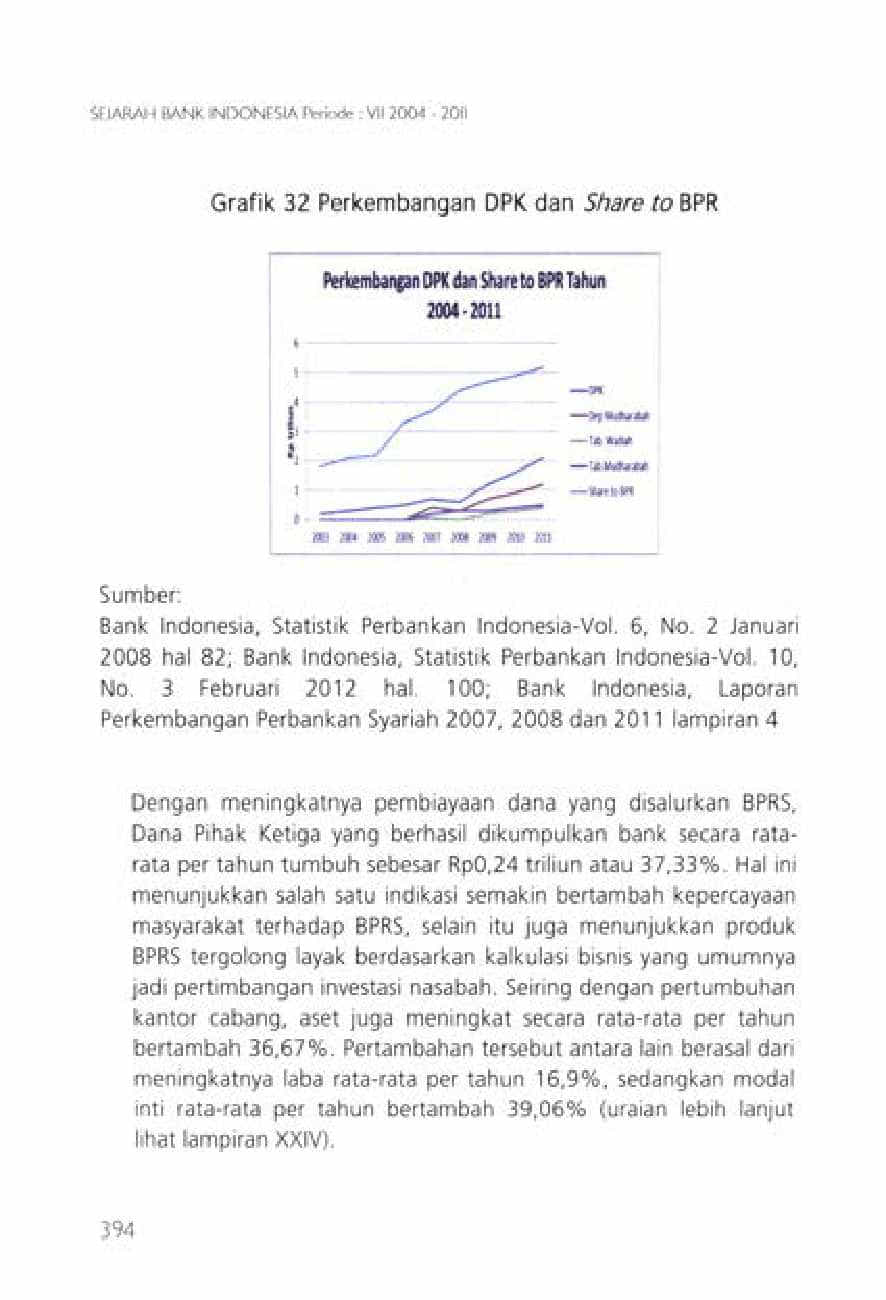 SEJARAH BANK INDONESIA Periode : VII 2004 - 2011
Grafik 32 Perkembangan DPK dan Share to BPR
Perkembangan DPK dan Share to BPR Tahun
2004 - 2011
6
5
4
3
2
1
0
Rp triliun
DPK
Dep Mudharabah
Tab. Wadiah
Tab.Mudharabah
Share to BPR
2003 2004 2005 2006 2007 2008 2009 2010 2011
Sumber:
Bank Indonesia, Statistik Perbankan Indonesia-Vol. 6, No. 2 Januari
2008 hal 82; Bank Indonesia, Statistik Perbankan Indonesia-Vol. 10,
No. 3 Februari 2012 hal. 100; Bank Indonesia, Laporan
Perkembangan Perbankan Syariah 2007, 2008 dan 2011 lampiran 4
Dengan meningkatnya pembiayaan dana yang disalurkan BPRS,
Dana Pihak Ketiga yang berhasil dikumpulkan bank secara rata-
rata per tahun tumbuh sebesar Rp0,24 triliun atau 37,33%. Hal ini
menunjukkan salah satu indikasi semakin bertambah kepercayaan
masyarakat terhadap BPRS, selain itu juga menunjukkan produk
BPRS tergolong layak berdasarkan kalkulasi bisnis yang umumnya
jadi pertimbangan investasi nasabah. Seiring dengan pertumbuhan
kantor cabang, aset juga meningkat secara rata-rata per tahun
bertambah 36,67%. Pertambahan tersebut antara lain berasal dari
meningkatnya laba rata-rata per tahun 16,9%, sedangkan modal
inti rata-rata per tahun bertambah 39,06% (uraian lebih lanjut
lihat lampiran XXIV).
394